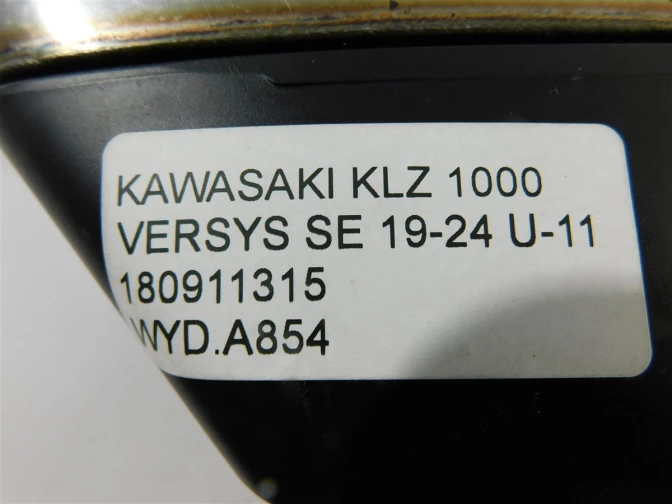 KAWASAKI KLZ 1000
VERSYS SE 19-24 U-11
180911315
WYD.A854